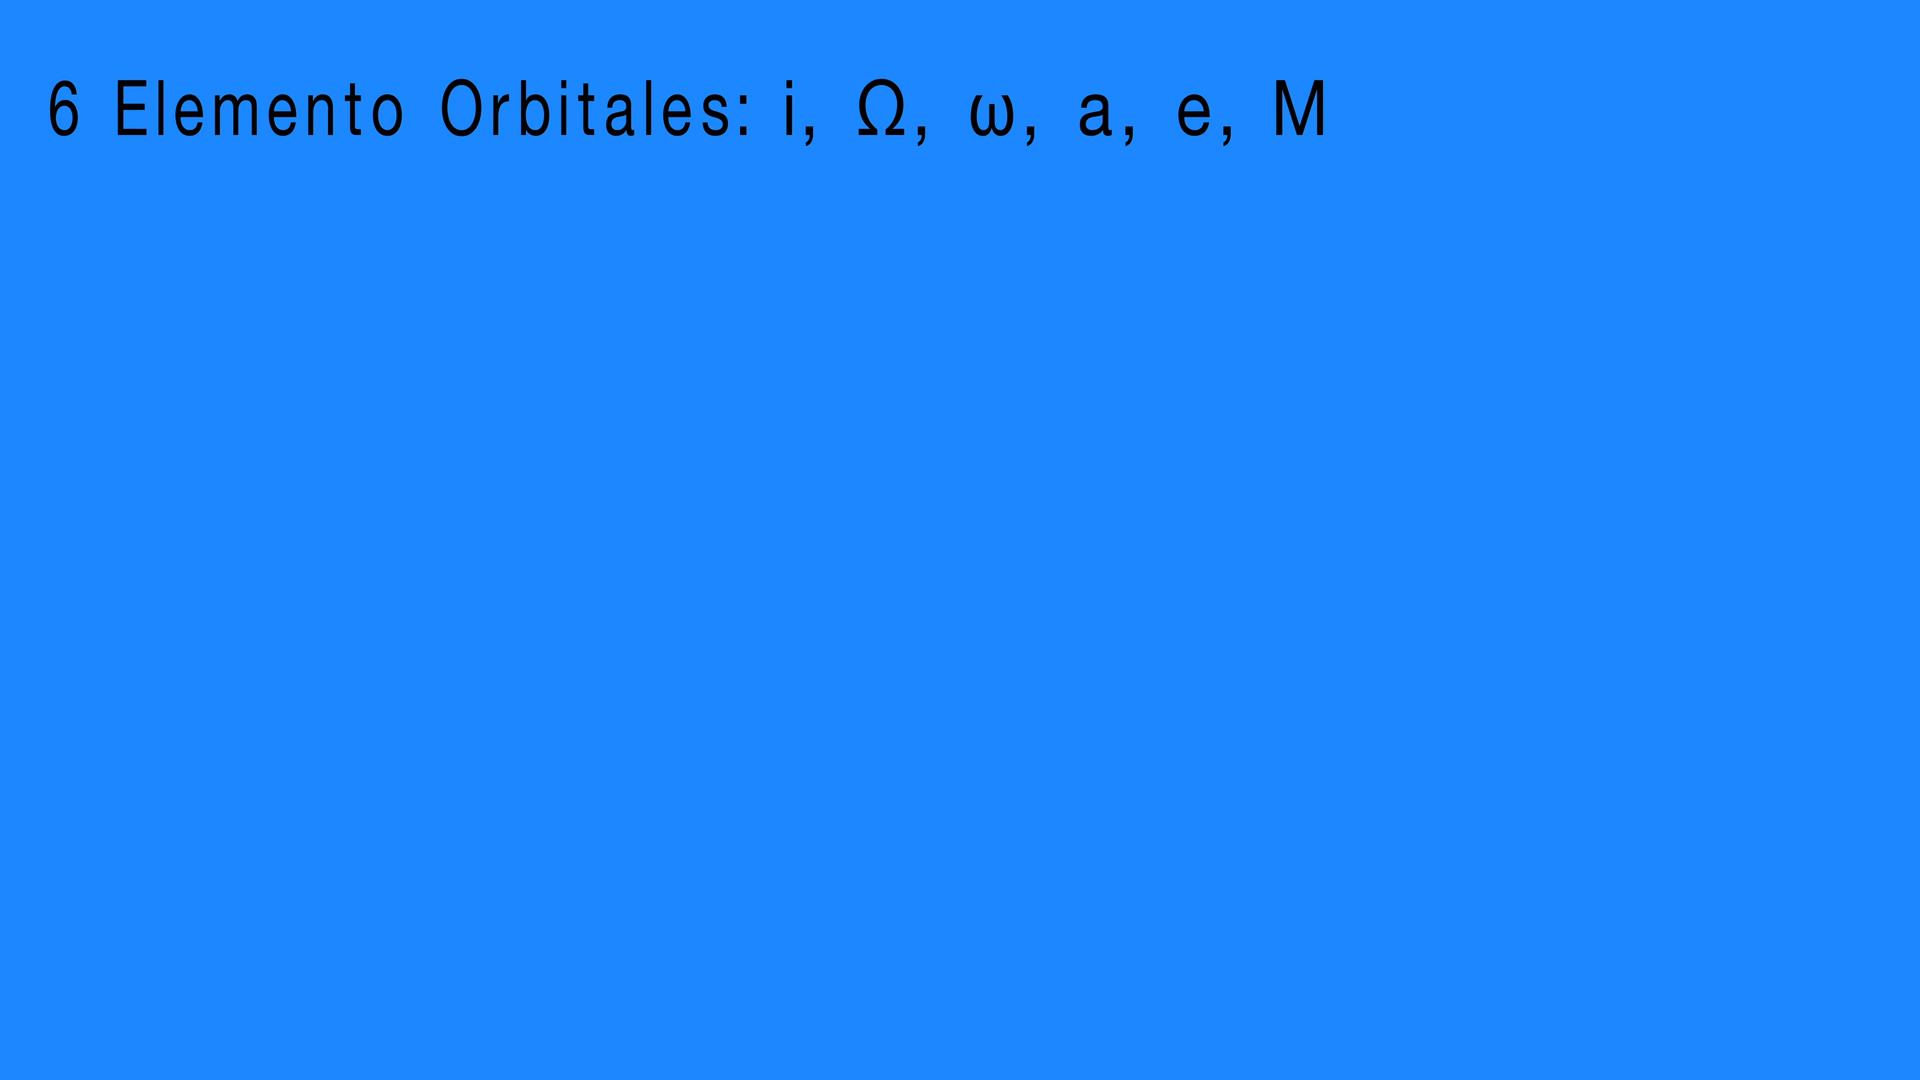 6 Elemento Orbitales: i, Ω, ω, a, e, M